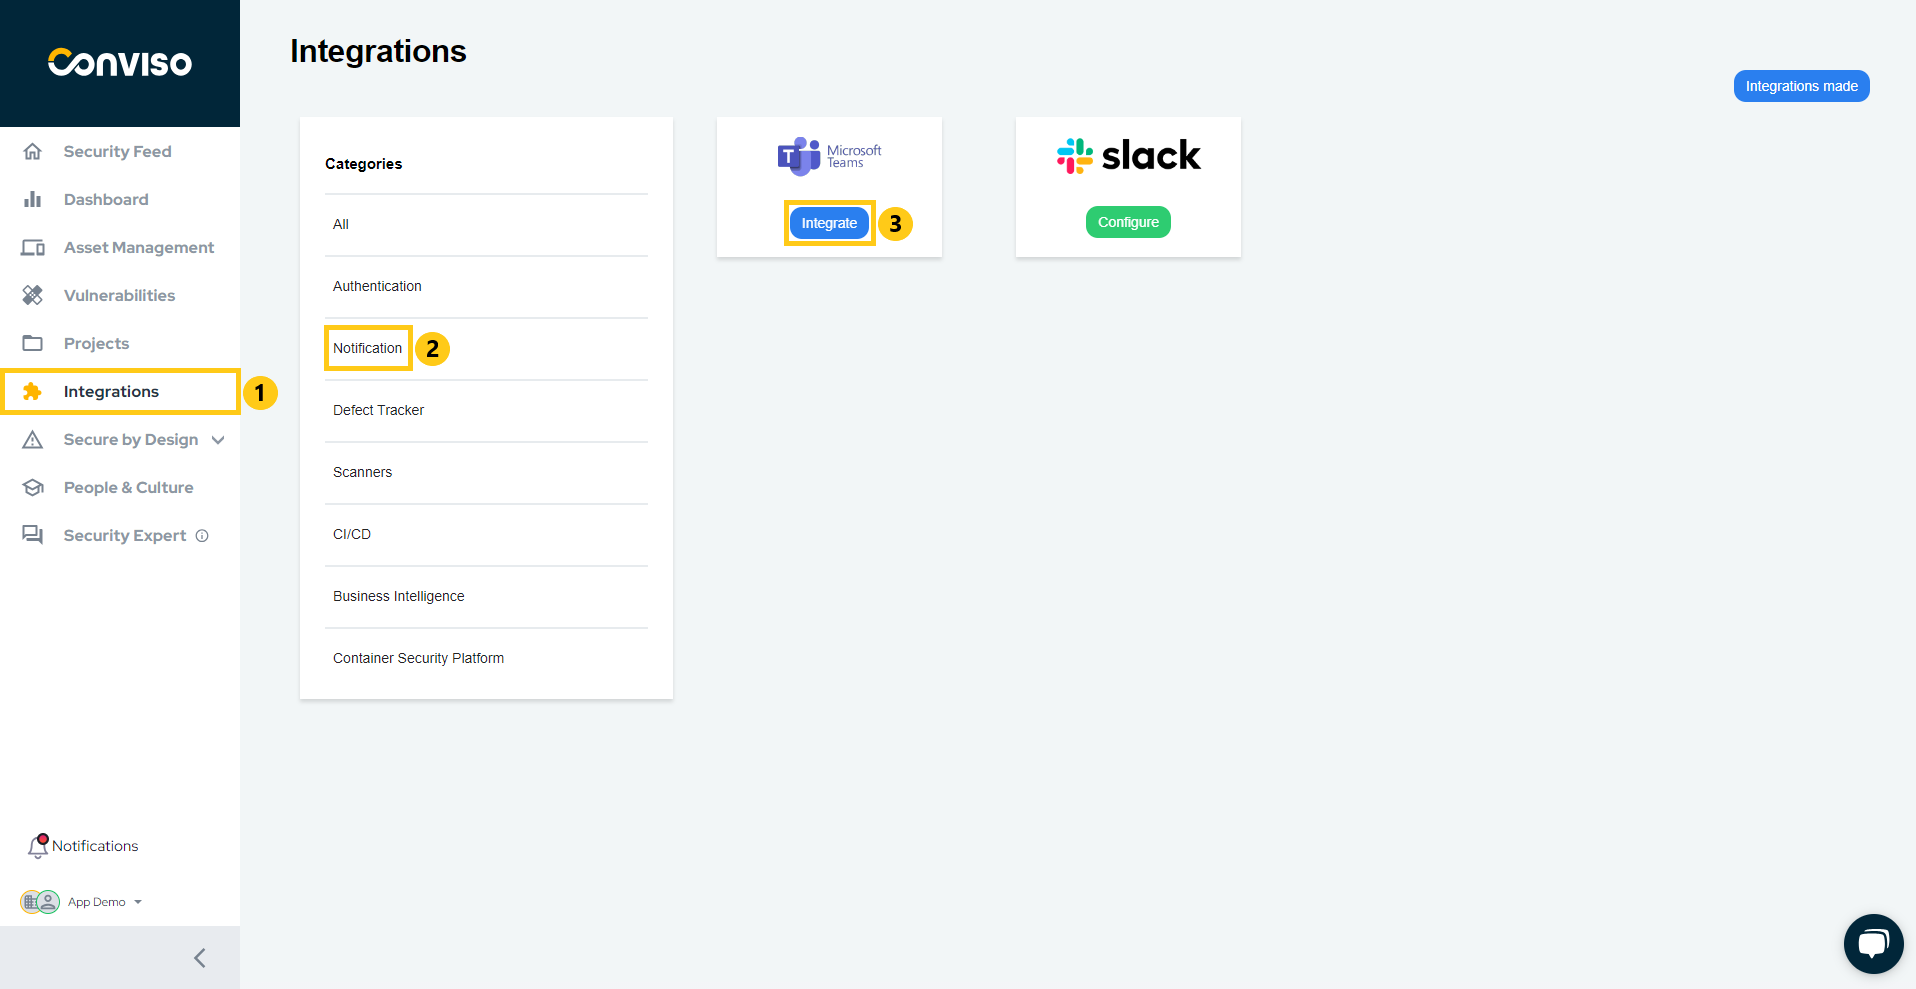 Conviso
Security Feed
Dashboard
Asset Management
Vulnerabilities
Projects
Integrations
1
Secure by Design
People & Culture
Security Expert
Notifications
App Demo
Integrations
Integrations made
Categories
All
Authentication
Notification
2
Defect Tracker
Scanners
CI/CD
Business Intelligence
Container Security Platform
T
Microsoft
Teams
Integrate
3
slack
Configure